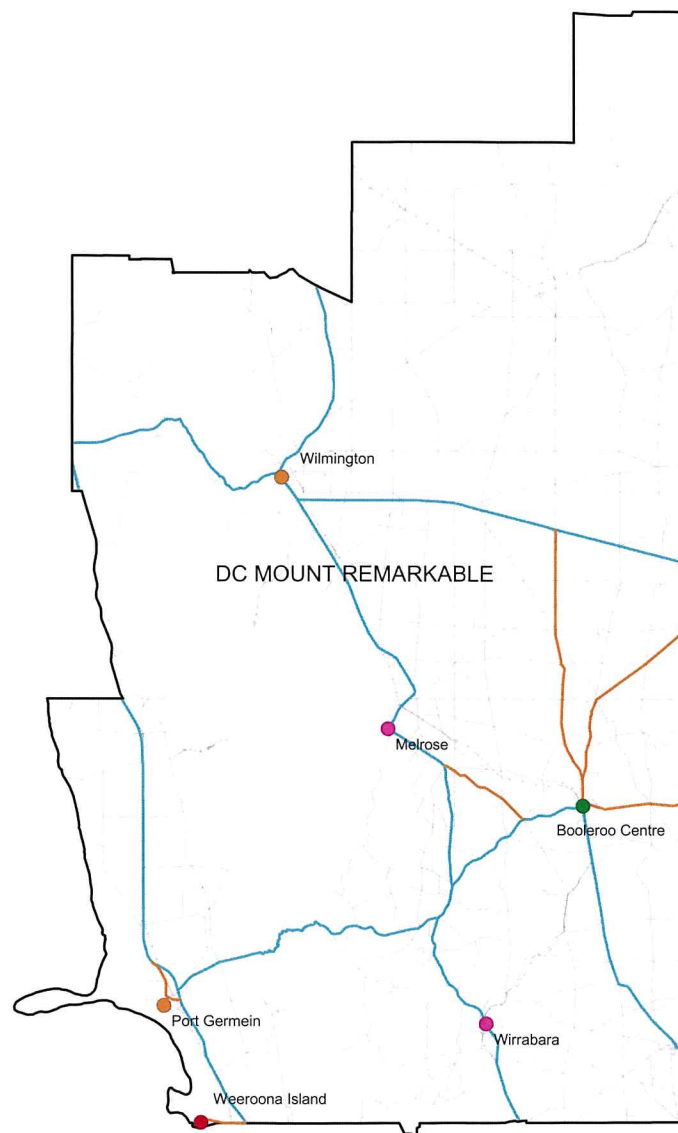 Wilmington
DC MOUNT REMARKABLE
Melrose
Booleroo Centre
Port Germein
Wirrabara
Weeroona Island